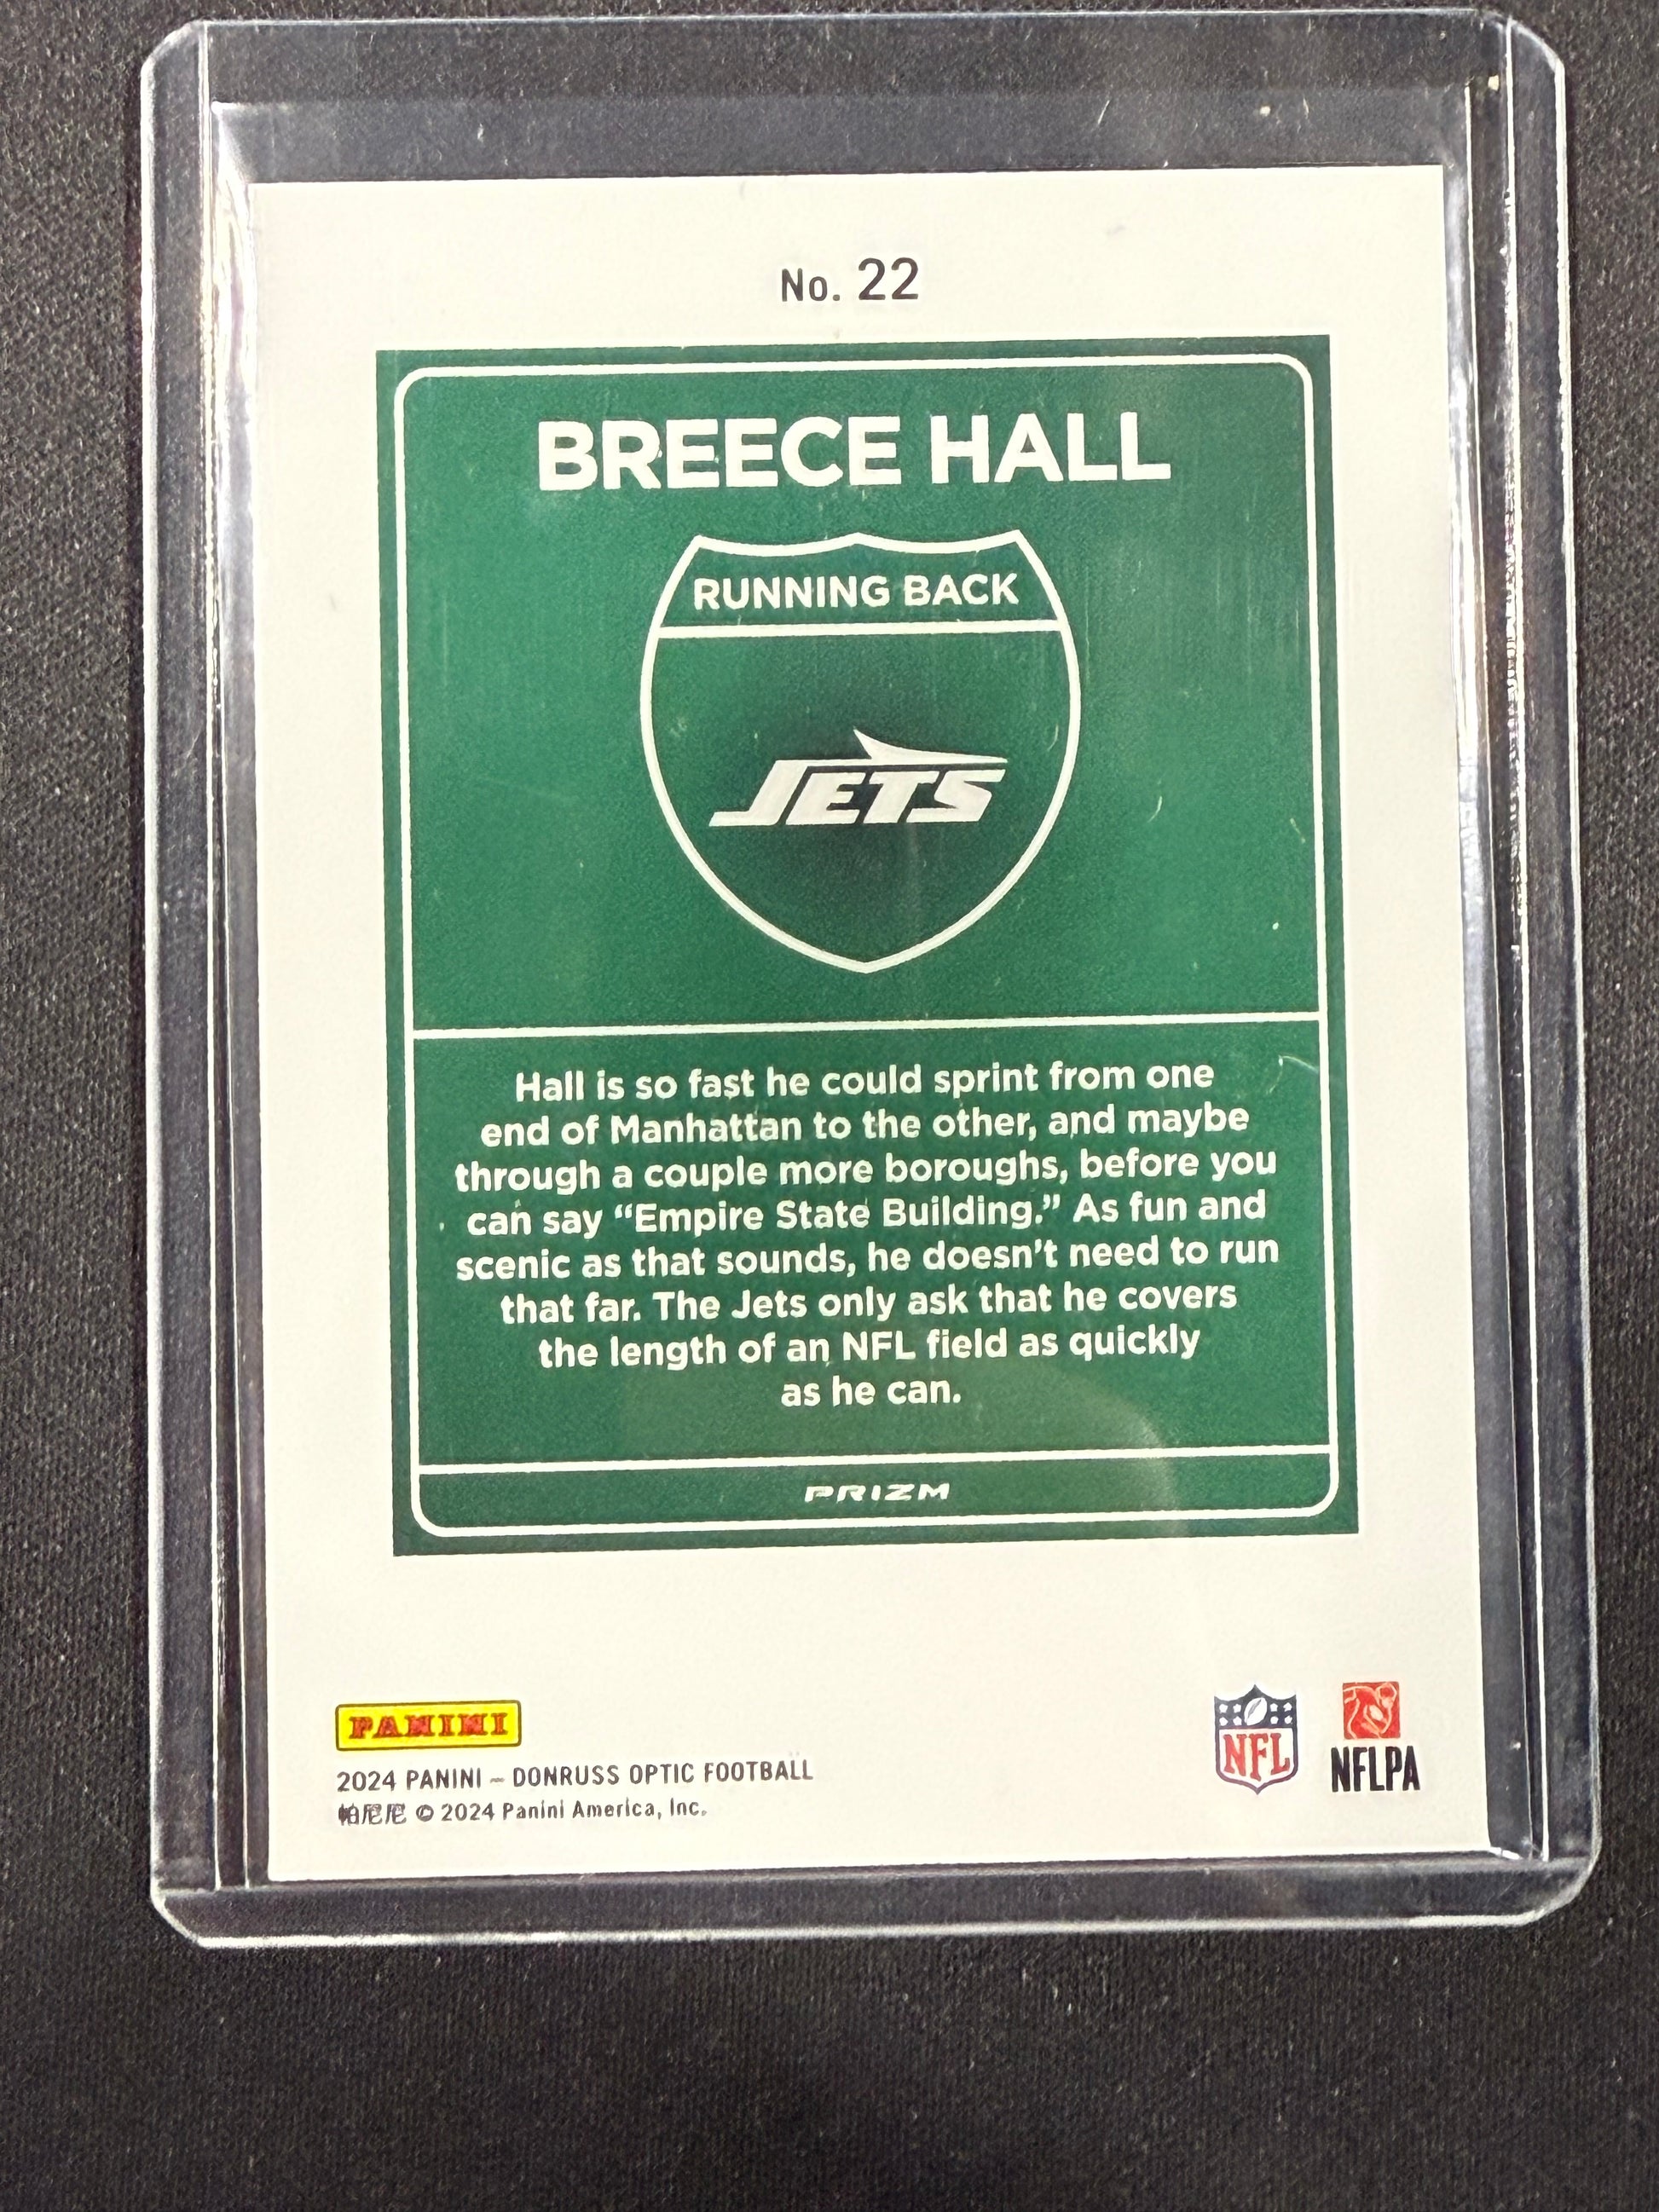 No. 22
BREECE HALL
RUNNING BACK
JETS
Hall is so fast he could sprint from one
end of Manhattan to the other, and maybe
through a couple more boroughs, before you
can say “Empire State Building.” As fun and
scenic as that sounds, he doesn’t need to run
that far. The Jets only ask that he covers
the length of an NFL field as quickly
as he can.
PRIZM
PANINI
2024 PANINI – DONRUSS OPTIC FOOTBALL
帕尼尼 © 2024 Panini America, Inc.
NFL
NFLPA